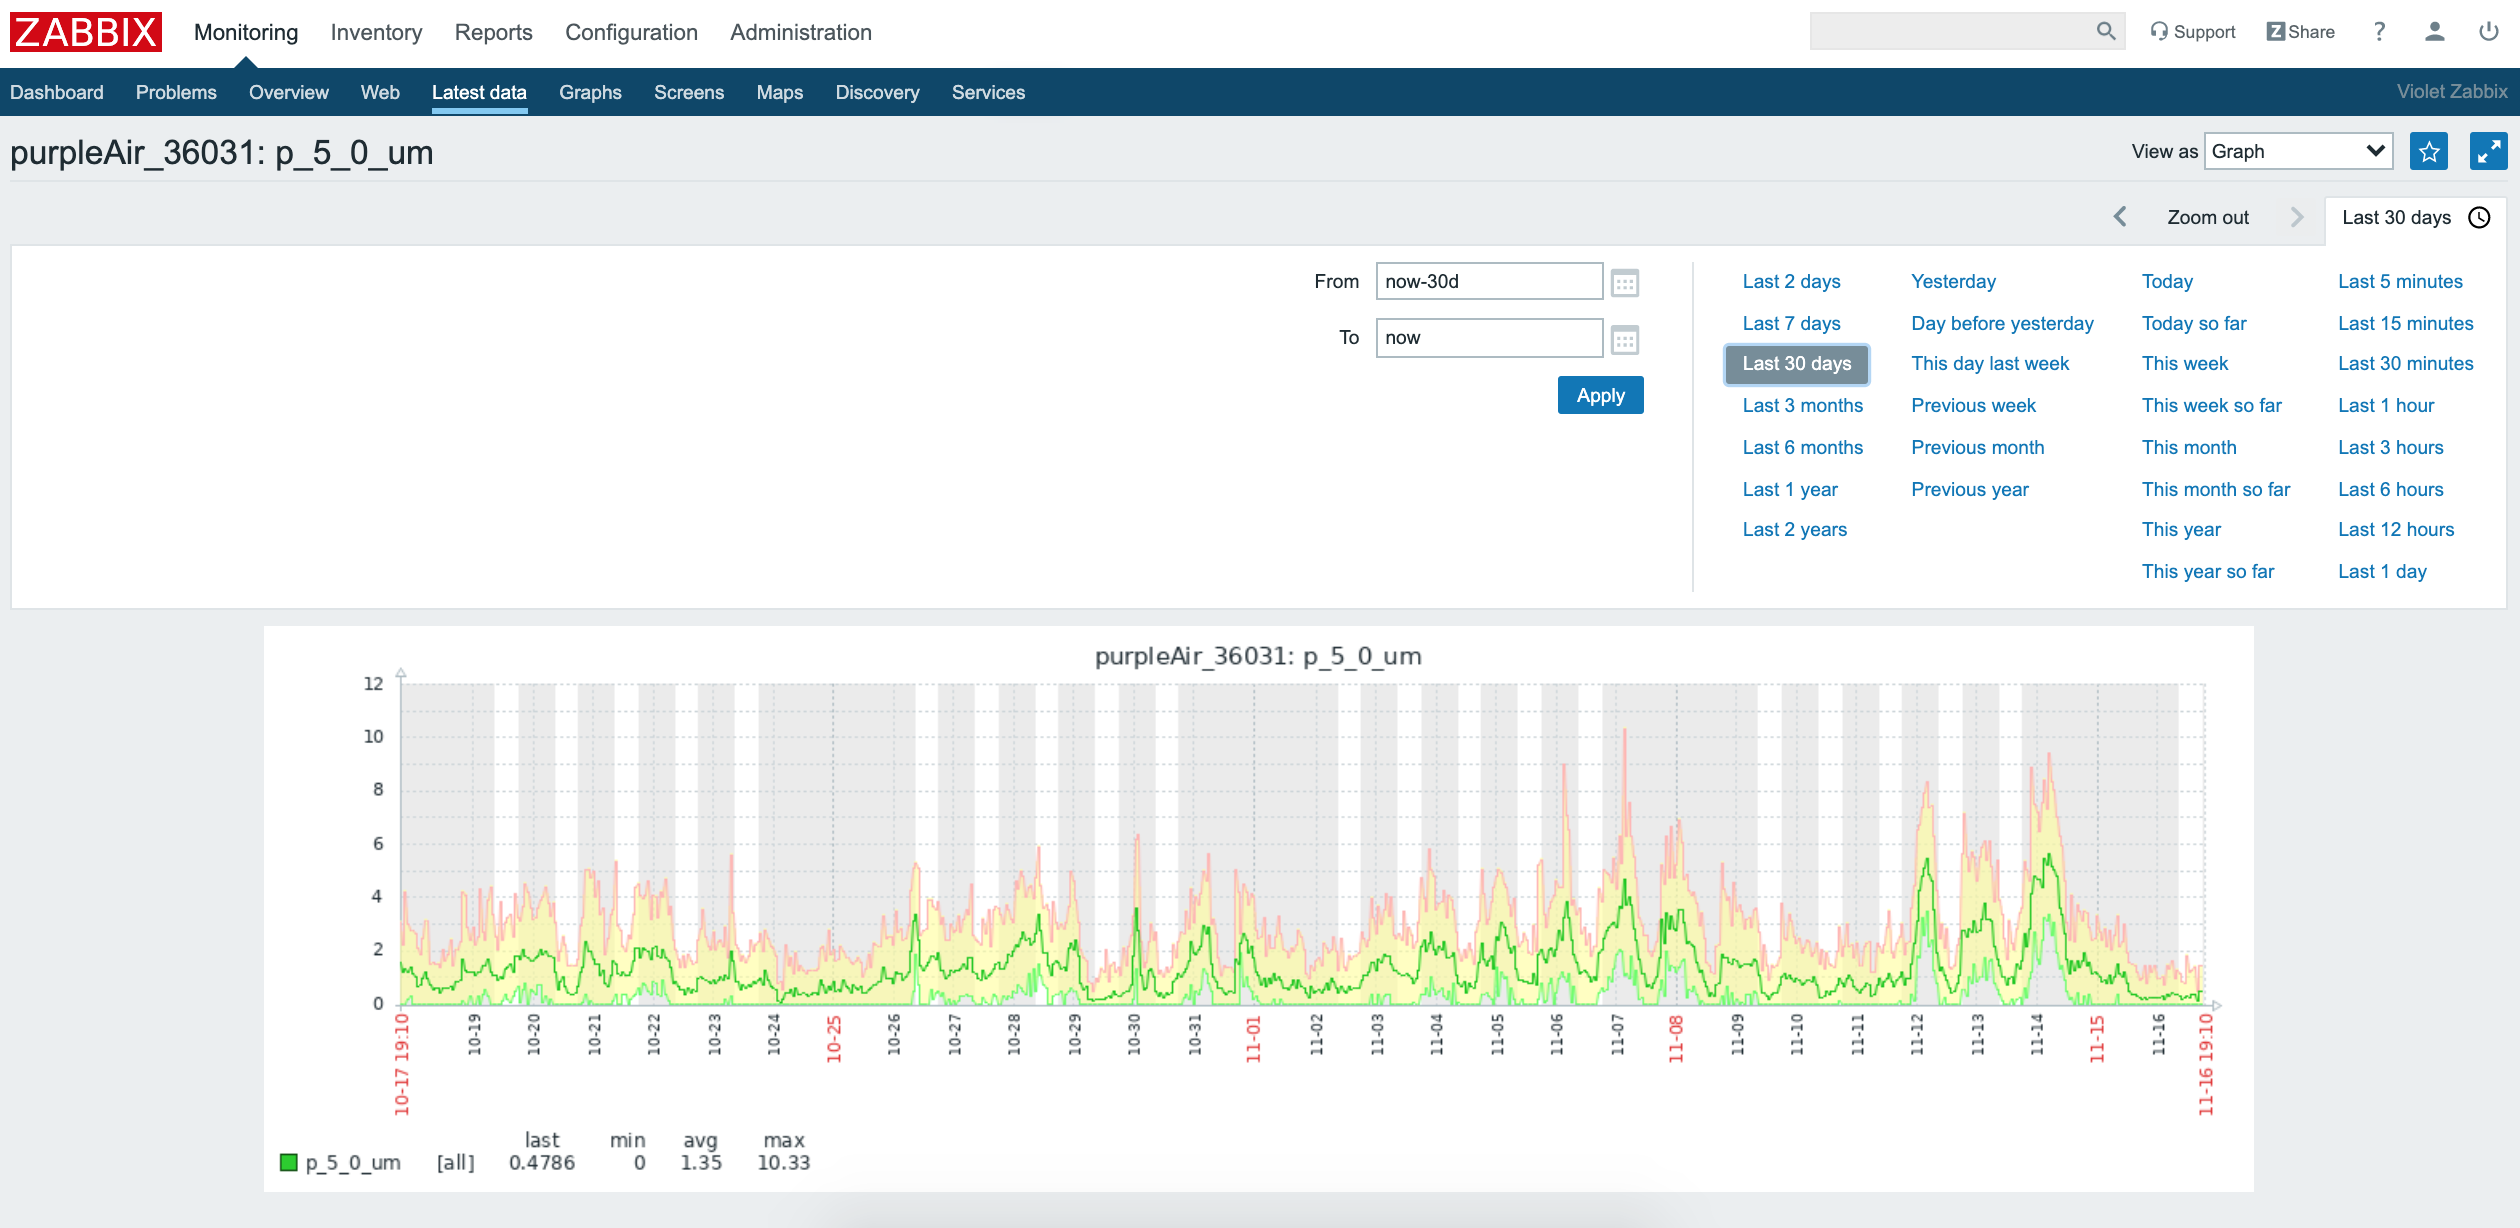 ZABBIX Monitoring Inventory Reports Configuration Administration Support Z Share ?
Dashboard Problems Overview Web Latest data Graphs Screens Maps Discovery Services Violet Zabbix
purpleAir_36031: p_5_0_um View as Graph
Zoom out Last 30 days
From now-30d
To now
Apply
Last 2 days Yesterday Today Last 5 minutes
Last 7 days Day before yesterday Today so far Last 15 minutes
Last 30 days This day last week This week Last 30 minutes
Last 3 months Previous week This week so far Last 1 hour
Last 6 months Previous month This month Last 3 hours
Last 1 year Previous year This month so far Last 6 hours
Last 2 years This year Last 12 hours
This year so far Last 1 day
purpleAir_36031: p_5_0_um
12
10
8
6
4
2
0
10-17 19:10 10-19 10-20 10-21 10-22 10-23 10-24 10-25 10-26 10-27 10-28 10-29 10-30 10-31 11-01 11-02 11-03 11-04 11-05 11-06 11-07 11-08 11-09 11-10 11-11 11-12 11-13 11-14 11-15 11-16 11-16 19:10
last min avg max
p_5_0_um [all] 0.4786 0 1.35 10.33